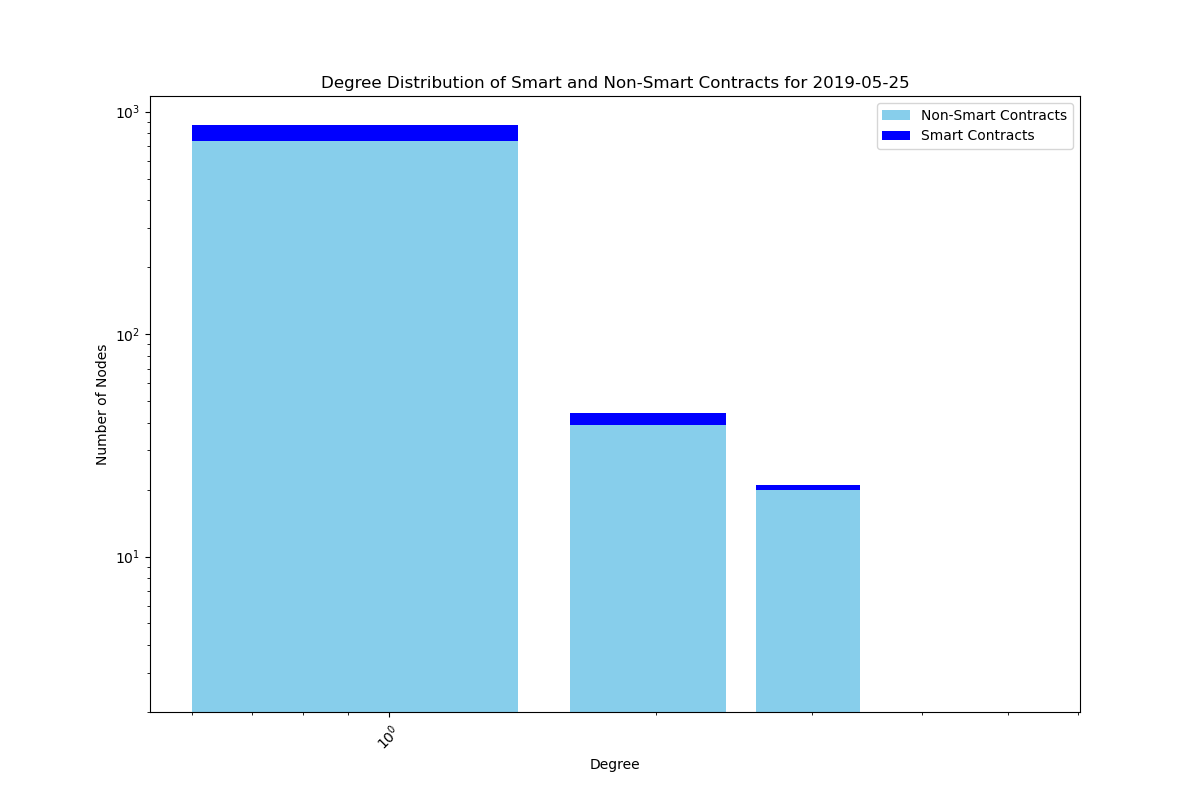 Degree Distribution of Smart and Non-Smart Contracts for 2019-05-25
Non-Smart Contracts
Smart Contracts
10³
10²
10¹
Number of Nodes
10⁰
Degree